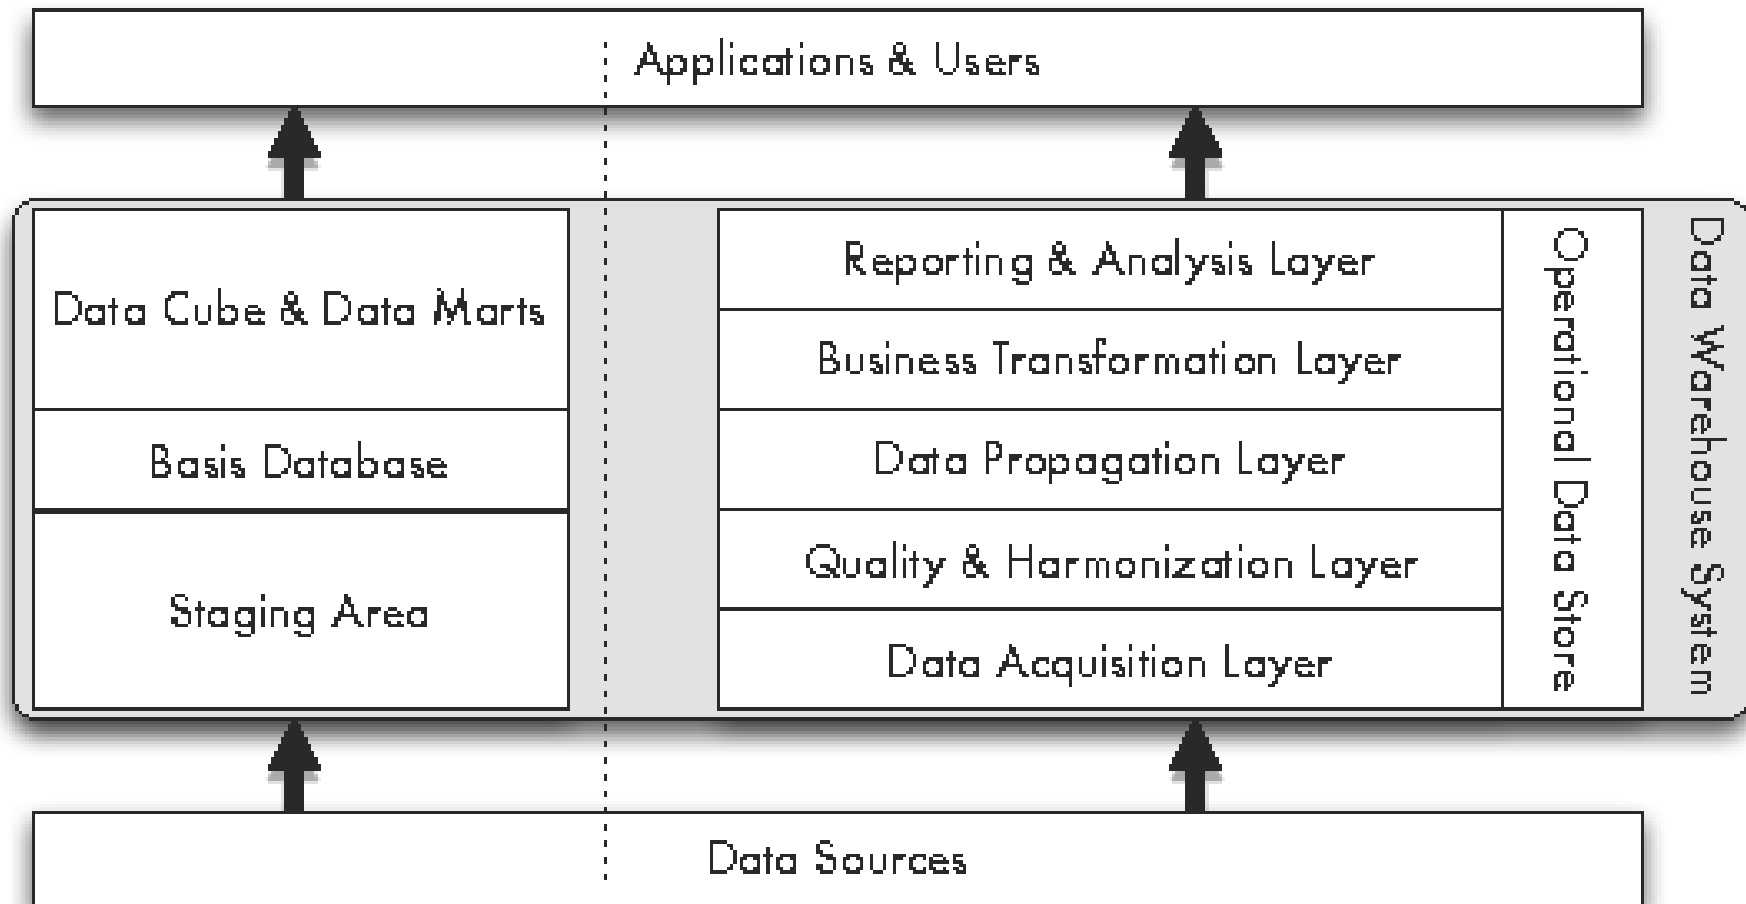 Applications & Users
Data Cube & Data Marts
Basis Database
Staging Area
Reporting & Analysis Layer
Business Transformation Layer
Data Propagation Layer
Quality & Harmonization Layer
Data Acquisition Layer
Operational Data Store
Data Warehouse System
Data Sources